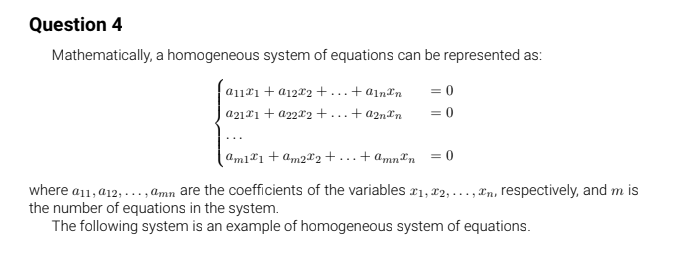 Question 4
Mathematically, a homogeneous system of equations can be represented as:
a₁₁x₁ + a₁₂x₂ + … + a₁ₙxₙ = 0
a₂₁x₁ + a₂₂x₂ + … + a₂ₙxₙ = 0
…
aₘ₁x₁ + aₘ₂x₂ + … + aₘₙxₙ = 0
where a₁₁, a₁₂, …, aₘₙ are the coefficients of the variables x₁, x₂, …, xₙ, respectively, and m is
the number of equations in the system.
The following system is an example of homogeneous system of equations.